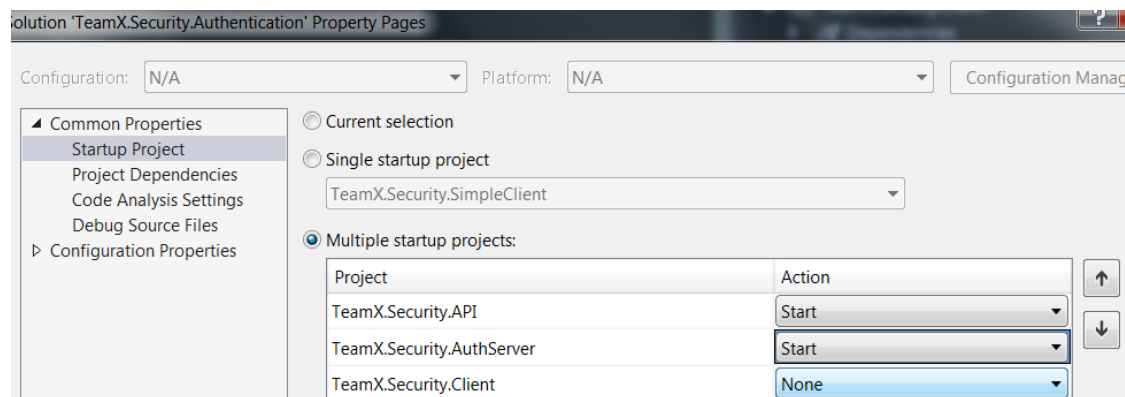 olution 'TeamX.Security.Authentication' Property Pages
?
Configuration: N/A Platform: N/A Configuration Manag
Common Properties
Startup Project
Project Dependencies
Code Analysis Settings
Debug Source Files
Configuration Properties
Current selection
Single startup project
TeamX.Security.SimpleClient
Multiple startup projects:
Project Action
TeamX.Security.API Start
TeamX.Security.AuthServer Start
TeamX.Security.Client None